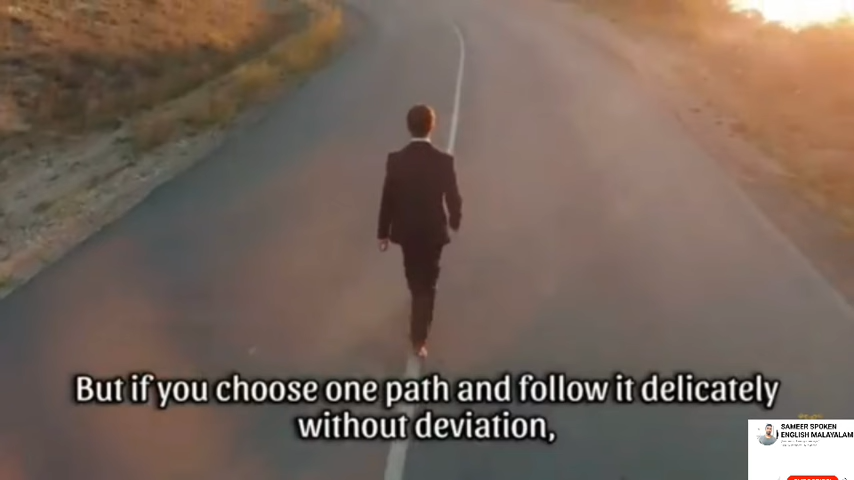 But if you choose one path and follow it delicately
without deviation,
SAMEER SPOKEN
ENGLISH MALAYALAM